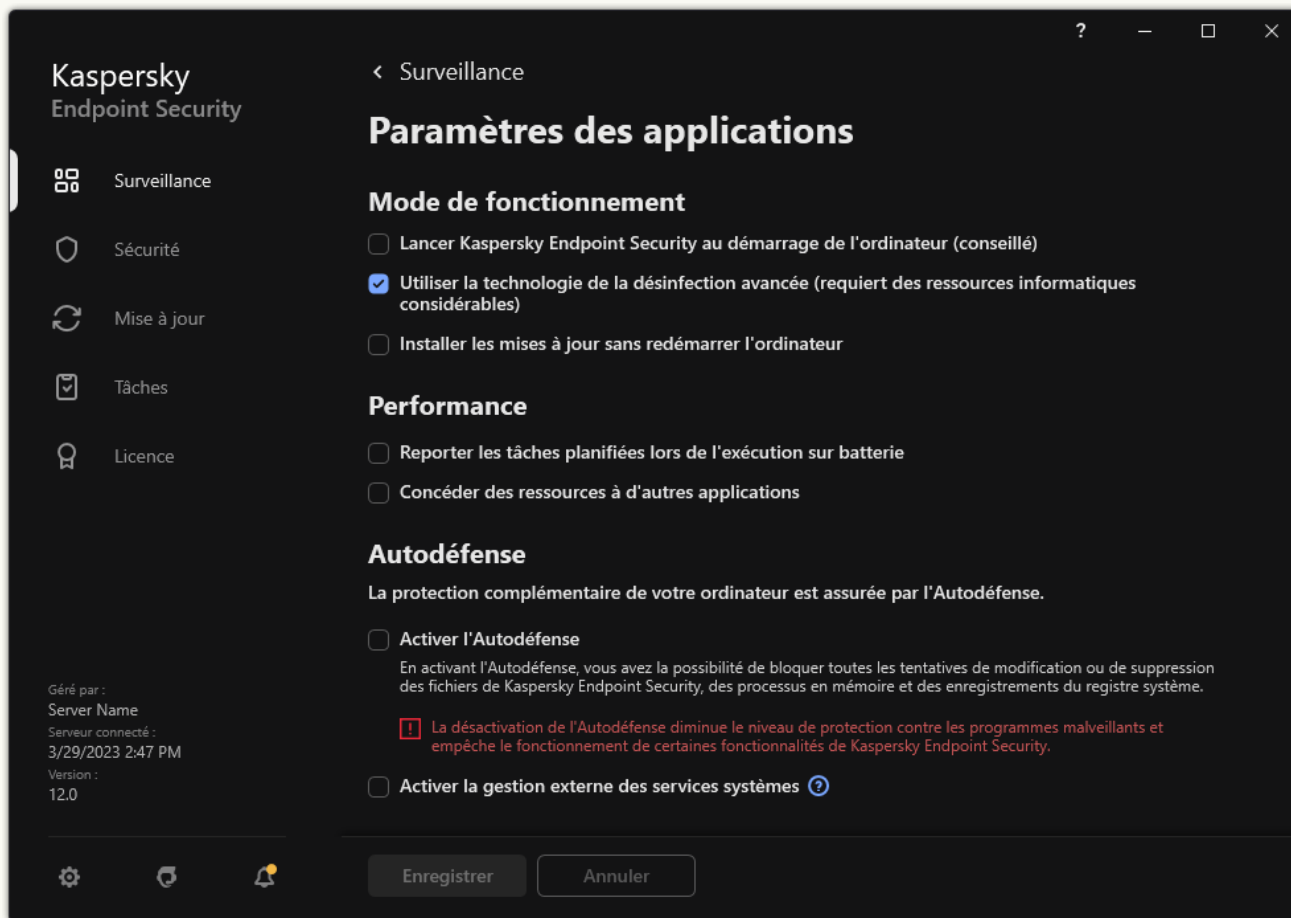 ?
Kaspersky
Endpoint Security
Surveillance
Sécurité
Mise à jour
Tâches
Licence
Géré par :
Server Name
Serveur connecté :
3/29/2023 2:47 PM
Version :
12.0
Surveillance
Paramètres des applications
Mode de fonctionnement
Lancer Kaspersky Endpoint Security au démarrage de l'ordinateur (conseillé)
Utiliser la technologie de la désinfection avancée (requiert des ressources informatiques
considérables)
Installer les mises à jour sans redémarrer l'ordinateur
Performance
Reporter les tâches planifiées lors de l'exécution sur batterie
Concéder des ressources à d'autres applications
Autodéfense
La protection complémentaire de votre ordinateur est assurée par l'Autodéfense.
Activer l'Autodéfense
En activant l'Autodéfense, vous avez la possibilité de bloquer toutes les tentatives de modification ou de suppression
des fichiers de Kaspersky Endpoint Security, des processus en mémoire et des enregistrements du registre système.
! La désactivation de l'Autodéfense diminue le niveau de protection contre les programmes malveillants et
empêche le fonctionnement de certaines fonctionnalités de Kaspersky Endpoint Security.
Activer la gestion externe des services systèmes ?
Enregistrer
Annuler